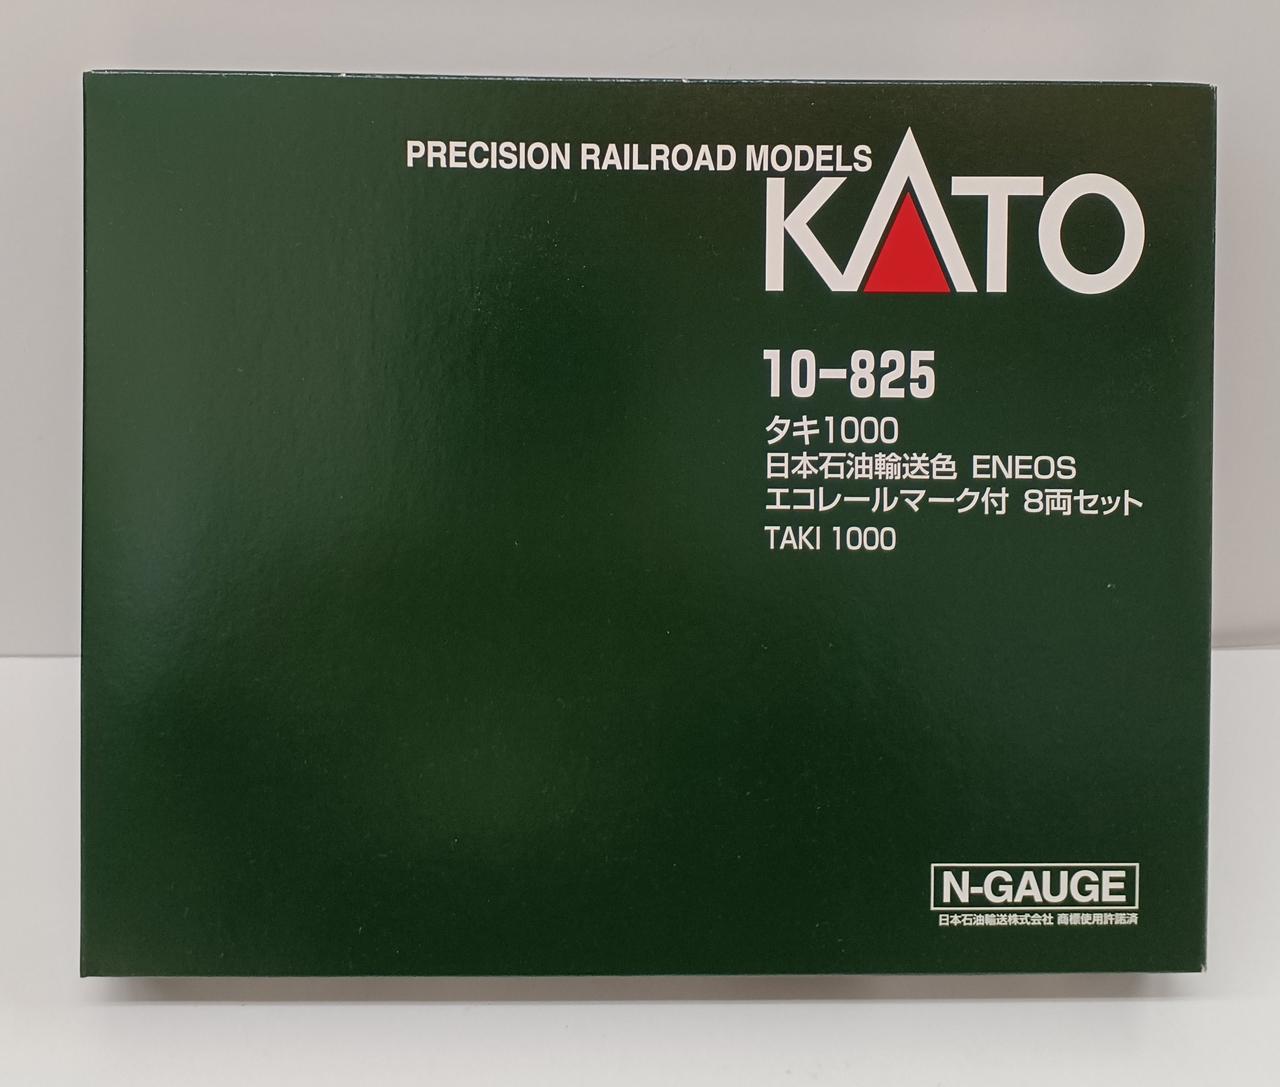 PRECISION RAILROAD MODELS
KATO
10-825
タキ1000
日本石油輸送色 ENEOS
エコレールマーク付 8両セット
TAKI 1000
N-GAUGE
日本石油輸送株式会社 商標使用許諾済